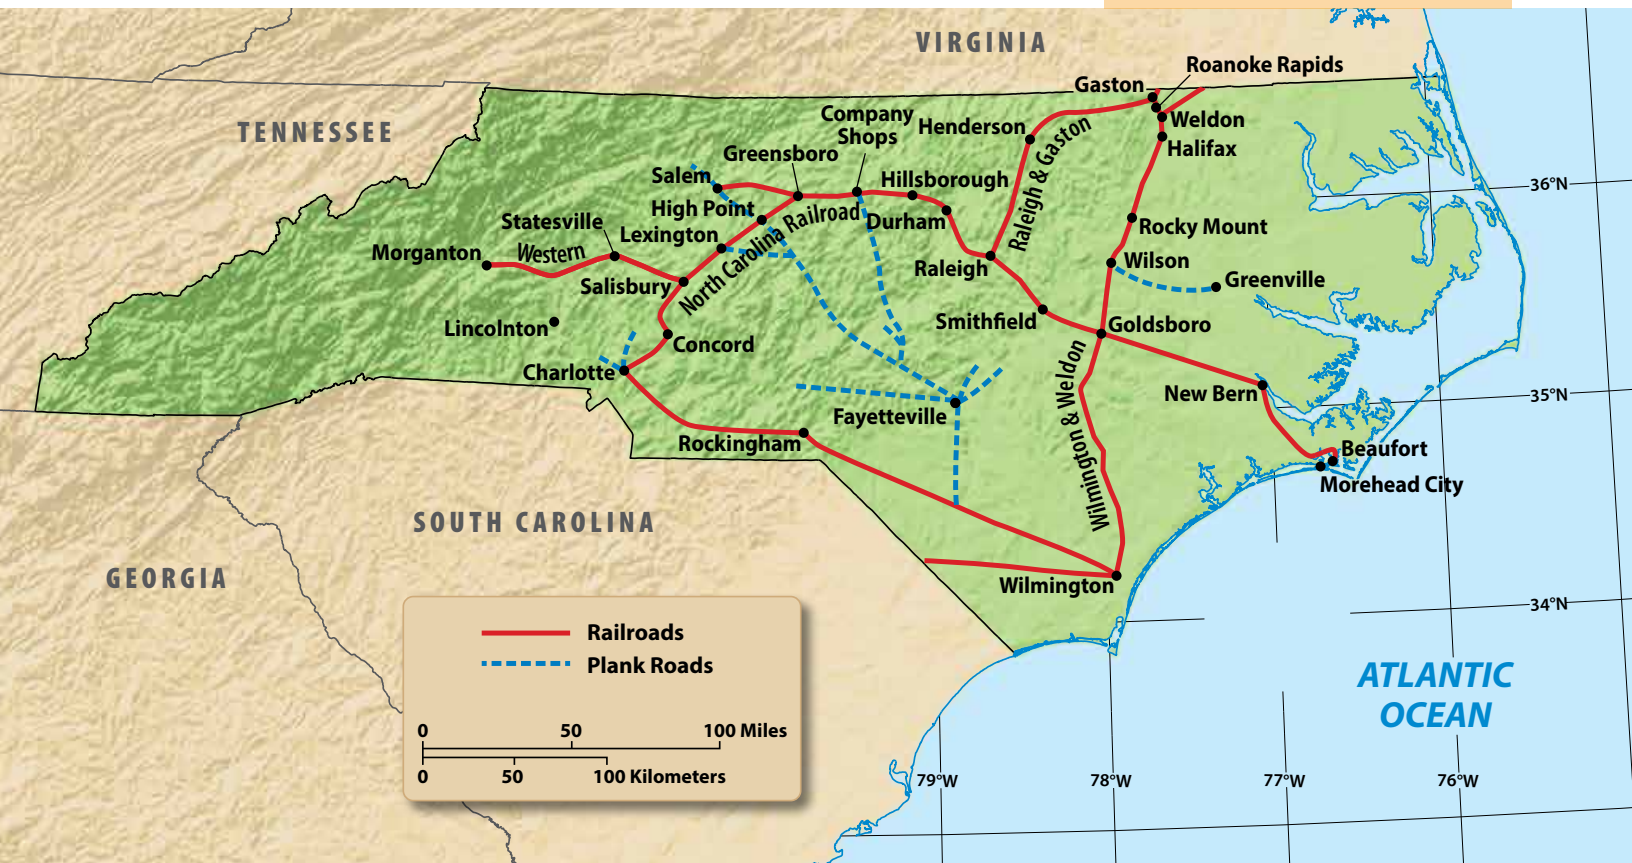 VIRGINIA
TENNESSEE
Roanoke Rapids
Gaston
Company
Shops
Henderson
Weldon
Halifax
Raleigh & Gaston
Greensboro
Salem
Hillsborough
High Point
North Carolina Railroad
Durham
Statesville
Lexington
Rocky Mount
Morganton
Western
Raleigh
Wilson
Salisbury
Greenville
Lincolnton
Smithfield
Goldsboro
Concord
Charlotte
New Bern
Wilmington & Weldon
Fayetteville
Rockingham
Beaufort
Morehead City
SOUTH CAROLINA
GEORGIA
Wilmington
36°N
35°N
34°N
Railroads
Plank Roads
0 50 100 Miles
0 50 100 Kilometers
ATLANTIC
OCEAN
79°W 78°W 77°W 76°W